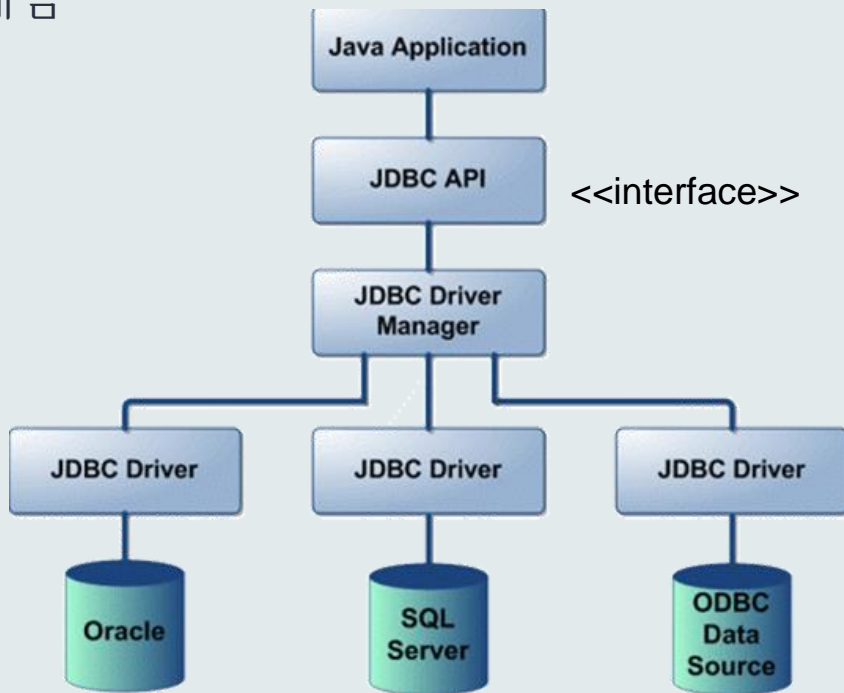 Java Application
JDBC API
<<interface>>
JDBC Driver
Manager
JDBC Driver
JDBC Driver
JDBC Driver
Oracle
SQL
Server
ODBC
Data
Source